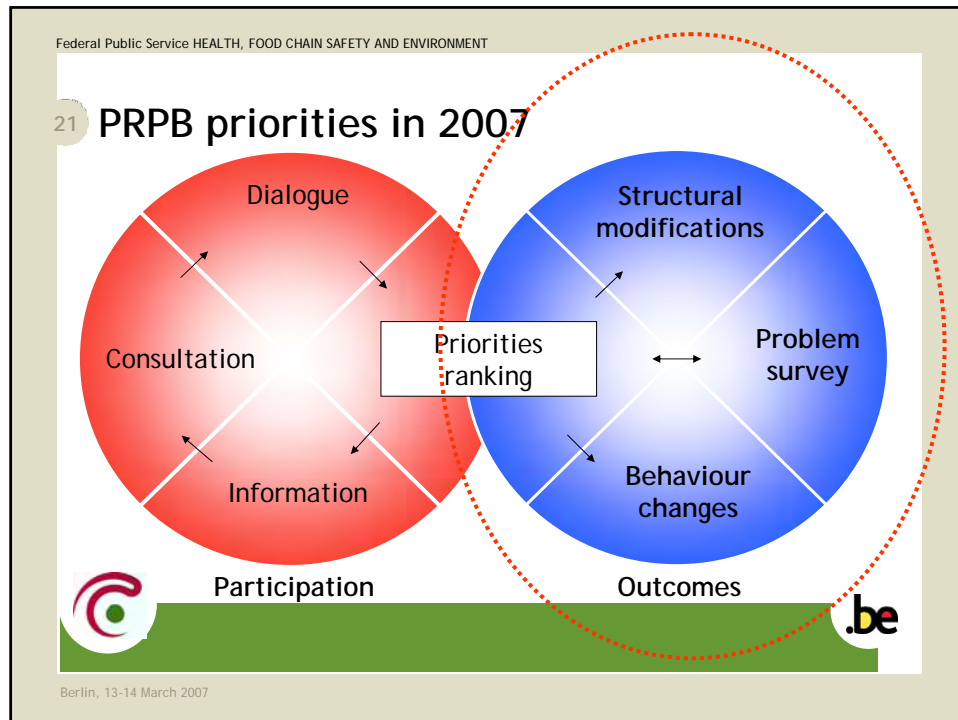 Federal Public Service HEALTH, FOOD CHAIN SAFETY AND ENVIRONMENT
21
PRPB priorities in 2007
Dialogue
Structural
modifications
Consultation
Priorities
ranking
Problem
survey
Information
Behaviour
changes
Participation
Outcomes
.be
Berlin, 13-14 March 2007